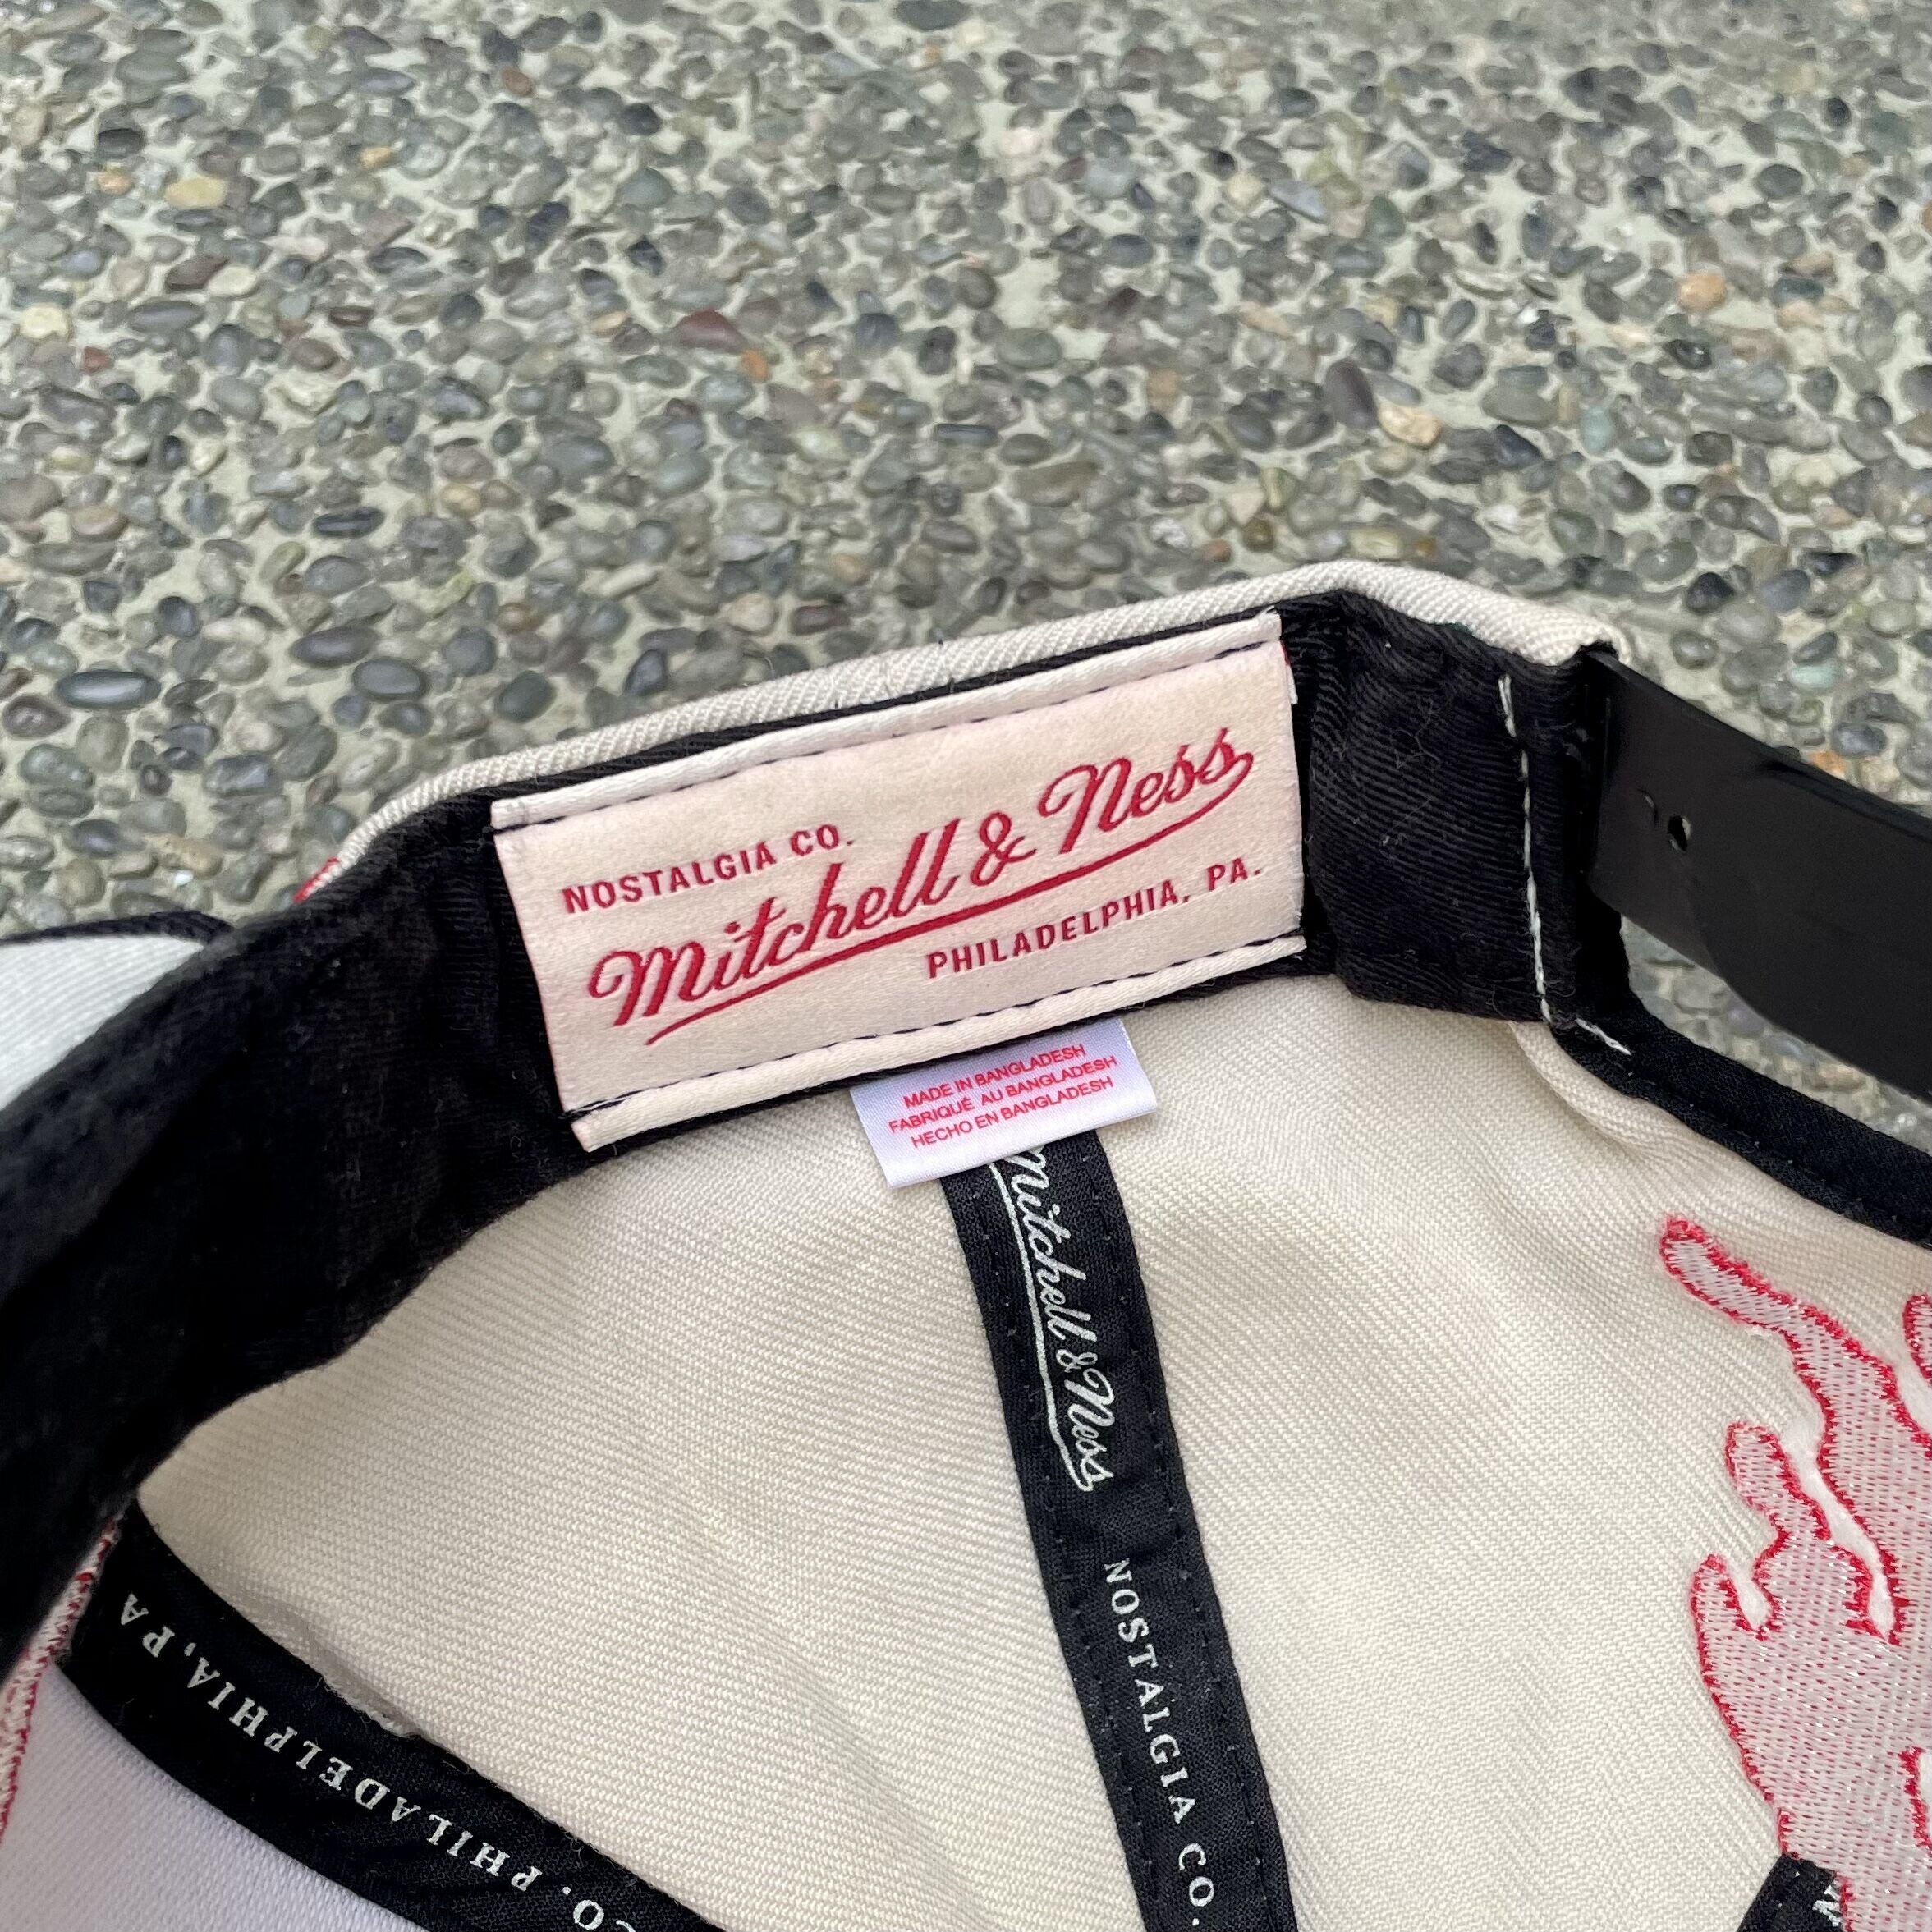 NOSTALGIA CO.
Mitchell & Ness
PHILADELPHIA, PA.
MADE IN BANGLADESH
FABRIQUÉ AU BANGLADESH
HECHO EN BANGLADESH
Mitchell & Ness
NOSTALGIA CO.
CO. PHILADELPHIA, PA
N